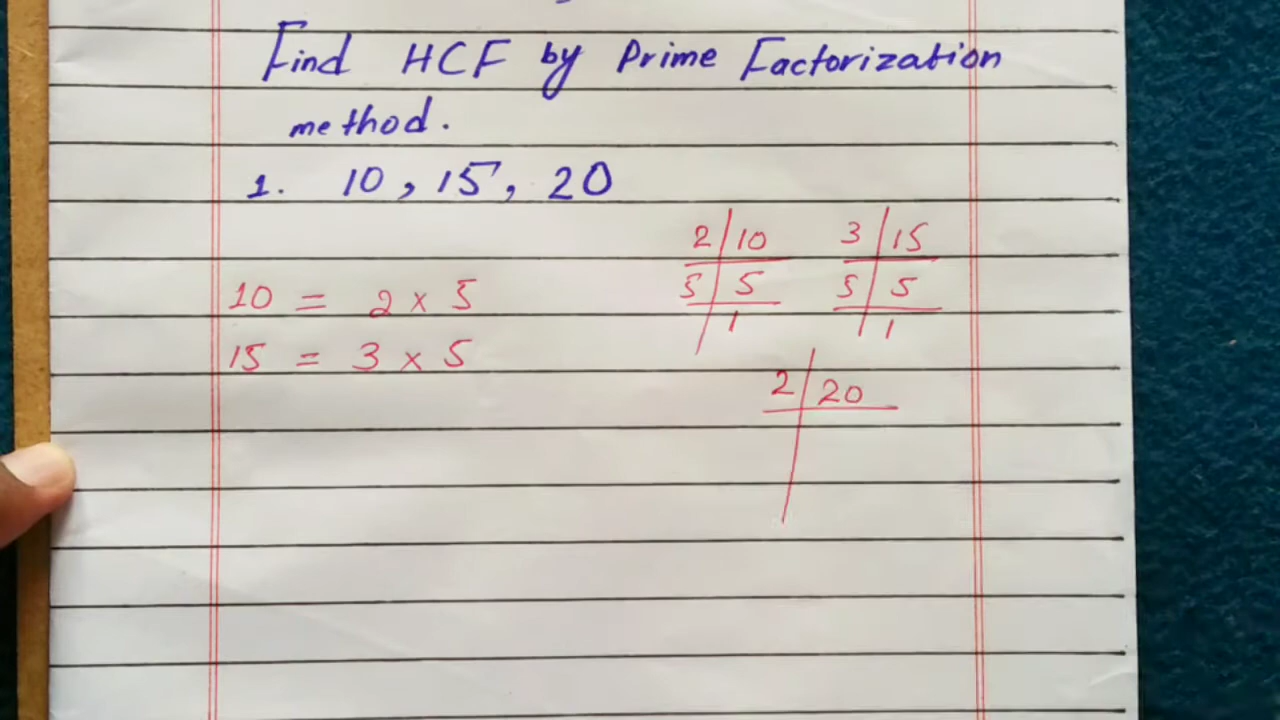 Find HCF by Prime Factorization
method.
1. 10, 15, 20
2 10
5 5
1
3 15
5 5
1
10 = 2 × 5
15 = 3 × 5
2 20